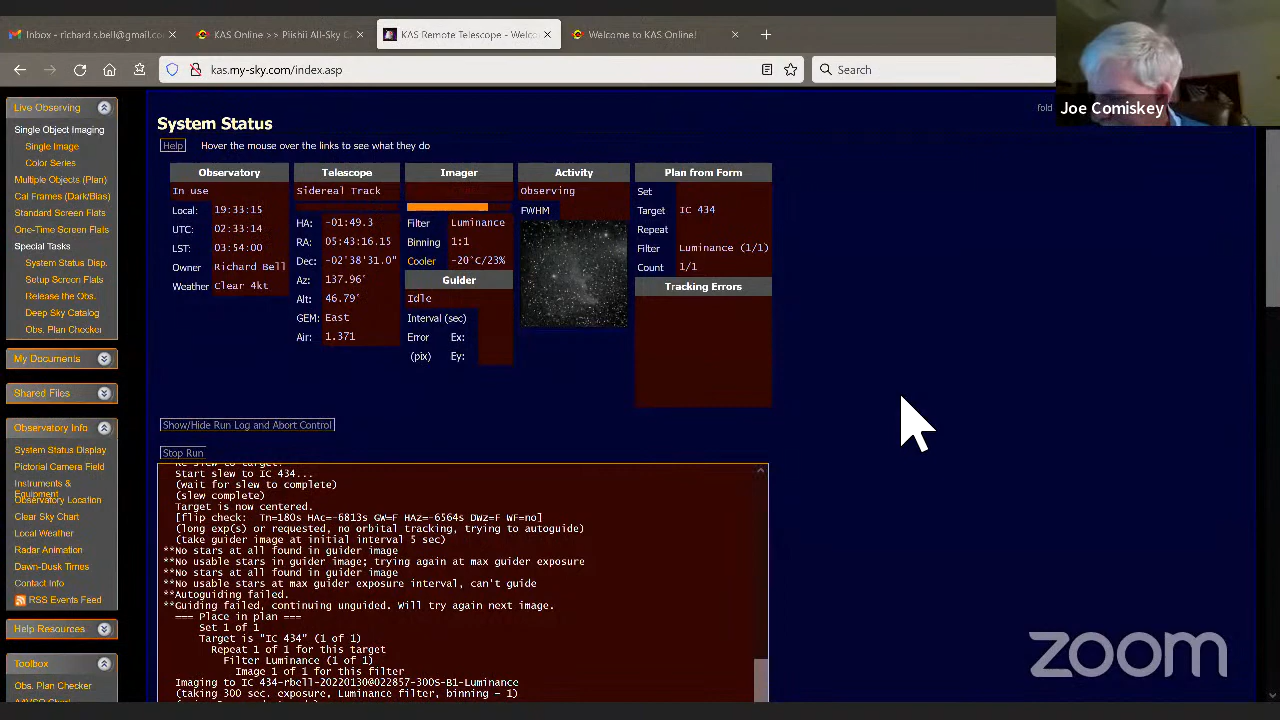 Inbox - richard.s.bell@gmail.co
KAS Online >> Piishii All-Sky C
KAS Remote Telescope - Welco
Welcome to KAS Online!
kas.my-sky.com/index.asp
Search
Joe Comiskey
fold
Live Observing
Single Object Imaging
Single Image
Color Series
Multiple Objects (Plan)
Cal Frames (Dark/Bias)
Standard Screen Flats
One-Time Screen Flats
Special Tasks
System Status Disp.
Setup Screen Flats
Release the Obs.
Deep Sky Catalog
Obs. Plan Checker
My Documents
Shared Files
Observatory Info
System Status Display
Pictorial Camera Field
Instruments &
Equipment
Observatory Location
Clear Sky Chart
Local Weather
Radar Animation
Dawn-Dusk Times
Contact Info
RSS Events Feed
Help Resources
Toolbox
Obs. Plan Checker
System Status
Help Hover the mouse over the links to see what they do
Observatory
In use
Local: 19:33:15
UTC: 02:33:14
LST: 03:54:00
Owner Richard Bell
Weather Clear 4kt
Telescope
Sidereal Track
HA: -01:49.3
RA: 05:43:16.15
Dec: -02°38'31.0"
Az: 137.96°
Alt: 46.79°
GEM: East
Air: 1.371
Imager
Filter Luminance
Binning 1:1
Cooler -20°C/23%
Guider
Idle
Interval (sec)
Error Ex:
(pix) Ey:
Activity
Observing
FWHM
Plan from Form
Set
Target IC 434
Repeat
Filter Luminance (1/1)
Count 1/1
Tracking Errors
Show/Hide Run Log and Abort Control
Stop Run
Re-slew to target.
Start slew to IC 434...
(wait for slew to complete)
(slew complete)
Target is now centered.
[flip check: Tn=180s HAc=-6813s GW=F HAz=-6564s DWz=F WF=no]
(long exp(s) or requested, no orbital tracking, trying to autoguide)
(take guider image at initial interval 5 sec)
**No stars at all found in guider image
**No usable stars in guider image; trying again at max guider exposure
**No stars at all found in guider image
**No usable stars at max guider exposure interval, can't guide
**Autoguiding failed.
**Guiding failed, continuing unguided. Will try again next image.
=== Place in plan ===
Set 1 of 1
Target is "IC 434" (1 of 1)
Repeat 1 of 1 for this target
Filter Luminance (1 of 1)
Image 1 of 1 for this filter
Imaging to IC 434-rbell-20220130@022857-300S-B1-Luminance
(taking 300 sec. exposure, Luminance filter, binning = 1)
zoom